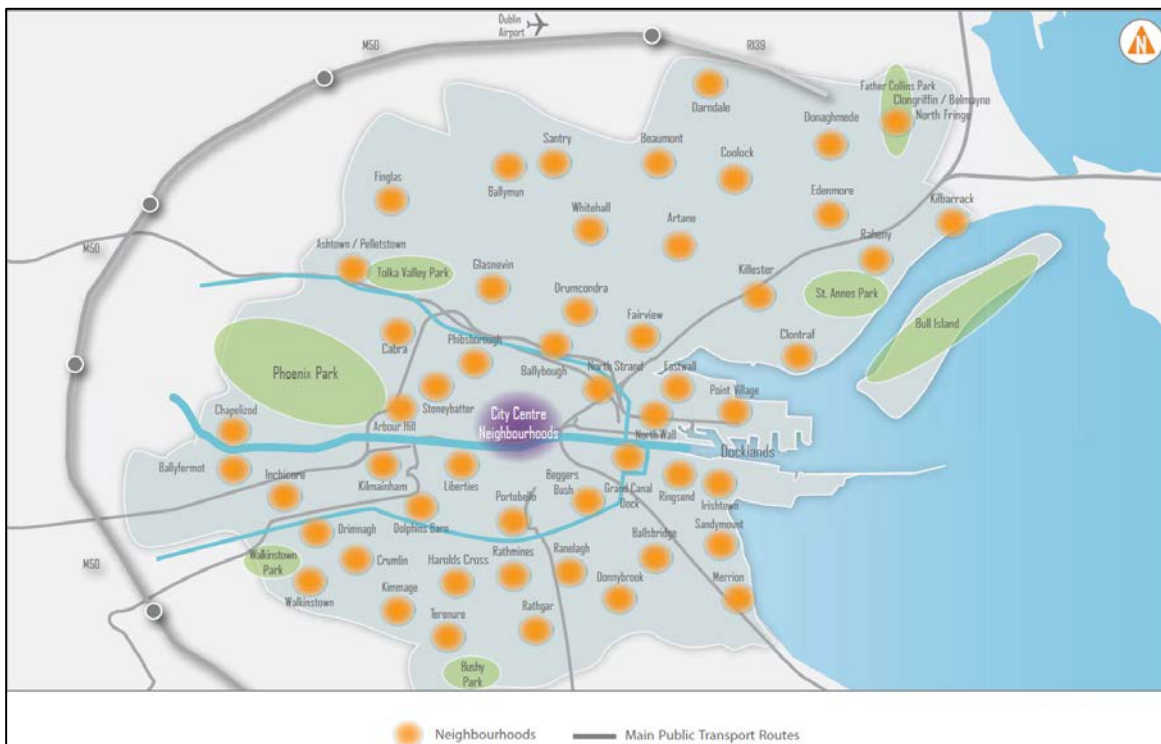 Dublin
Airport
M50
R139
N
Darndale
Father Collins Park
Clongriffin / Belmayne
North Fringe
Donaghmede
Santry
Beaumont
Coolock
Finglas
Ballymun
Edenmore
Kilbarrack
Whitehall
Artane
Raheny
M50
Ashtown / Pelletstown
Tolka Valley Park
Glasnevin
Killester
St. Annes Park
Drumcondra
Fairview
Bull Island
Clontraf
Cabra
Phibsborough
Ballybough
North Strand
Eastwall
Phoenix Park
Point Village
Stoneybatter
City Centre
Neighbourhoods
Chapelizod
Arbour Hill
North Wall
Docklands
Ballyfermot
Inchicore
Kilmainham
Liberties
Beggers
Bush
Grand Canal
Dock
Ringsend
Irishtown
Portobello
Dolphins Barn
Sandymount
Drimnagh
Ballsbridge
Walkinstown
Park
Crumlin
Harolds Cross
Rathmines
Ranelagh
M50
Donnybrook
Merrion
Walkinstown
Kimmage
Terenure
Rathgar
Bushy
Park
Neighbourhoods
Main Public Transport Routes